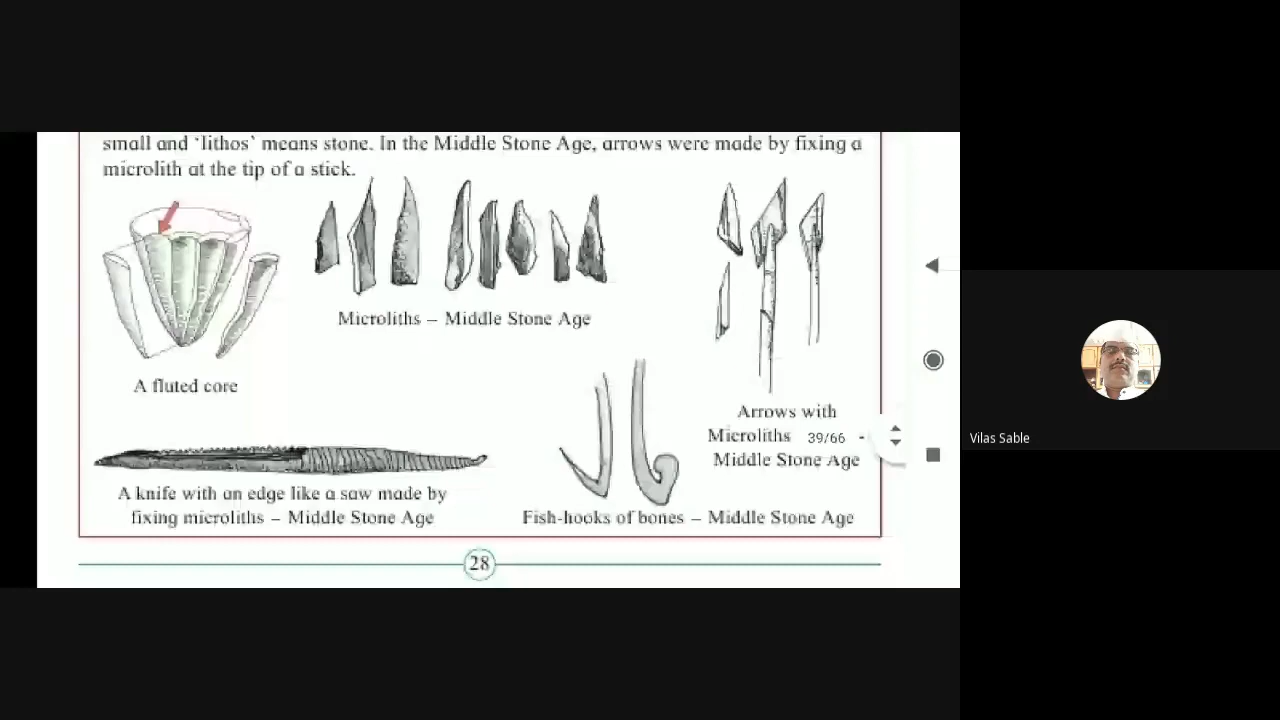 small and ‘lithos’ means stone. In the Middle Stone Age, arrows were made by fixing a
microlith at the tip of a stick.
Microliths – Middle Stone Age
A fluted core
Arrows with
Microliths 39/66 -
Middle Stone Age
A knife with an edge like a saw made by
fixing microliths – Middle Stone Age
Fish-hooks of bones – Middle Stone Age
28
Vilas Sable